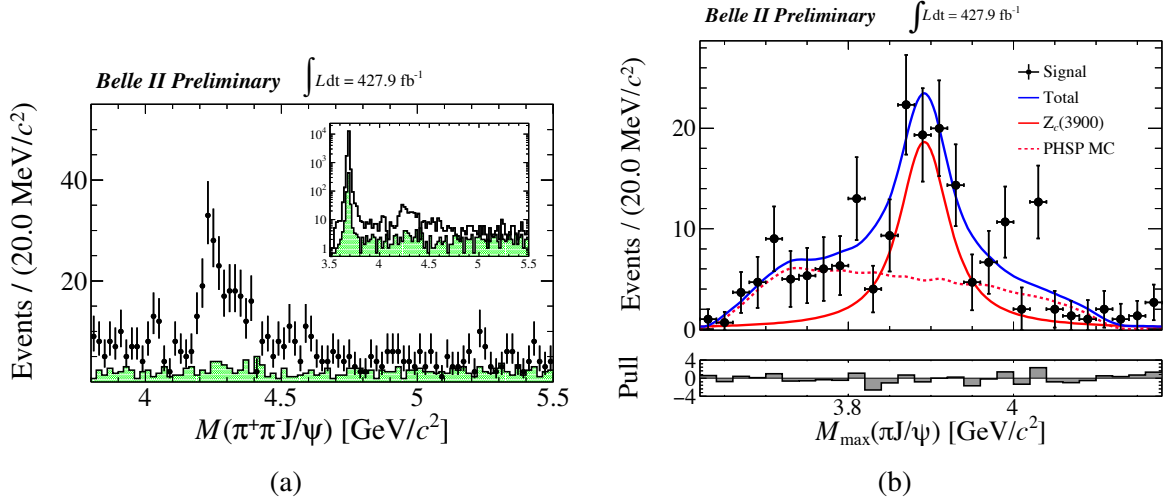 Belle II Preliminary ∫Ldt = 427.9 fb⁻¹
Events / (20.0 MeV/c²)
40
20
4
4.5
5
5.5
M(π⁺π⁻J/ψ) [GeV/c²]
10⁴
10³
10²
10
1
3.5 4 4.5 5 5.5
(a)
Belle II Preliminary ∫Ldt = 427.9 fb⁻¹
Events / (20.0 MeV/c²)
20
10
0
Signal
Total
Z_c(3900)
PHSP MC
Pull
4
2
0
−4
3.8
4
M_max(πJ/ψ) [GeV/c²]
(b)